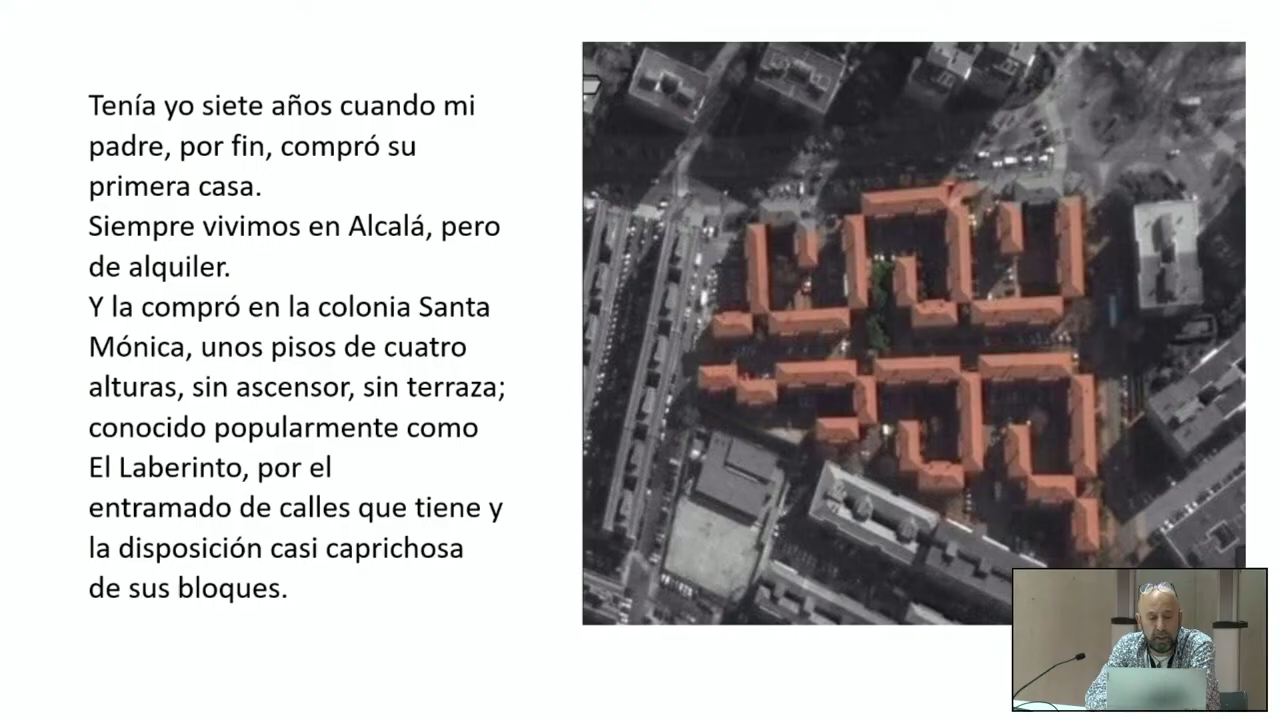 Tenía yo siete años cuando mi
padre, por fin, compró su
primera casa.
Siempre vivimos en Alcalá, pero
de alquiler.
Y la compró en la colonia Santa
Mónica, unos pisos de cuatro
alturas, sin ascensor, sin terraza;
conocido popularmente como
El Laberinto, por el
entramado de calles que tiene y
la disposición casi caprichosa
de sus bloques.